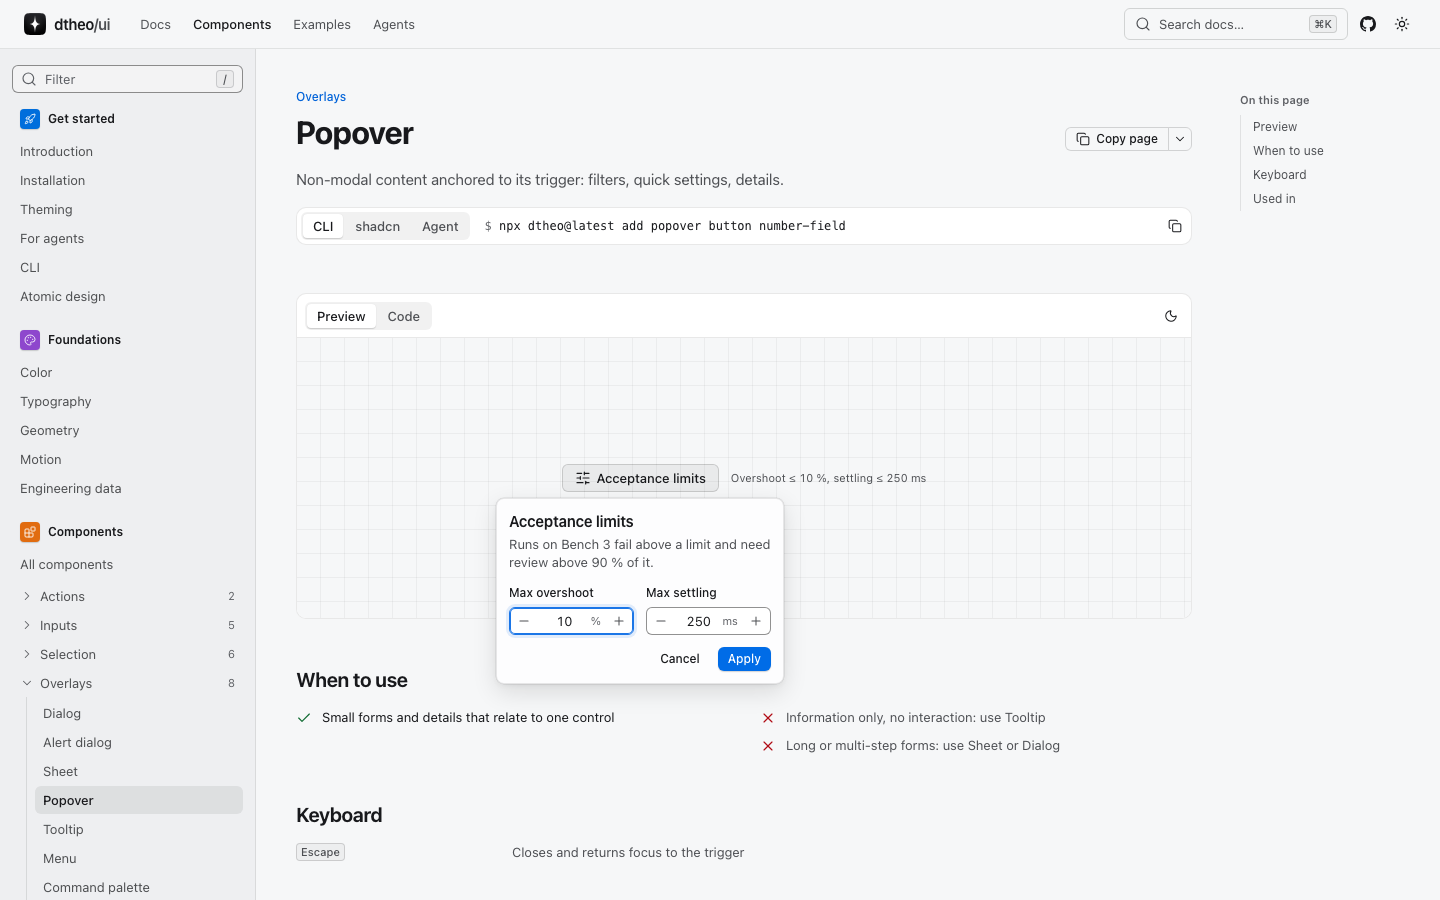 dtheo/ui
Docs
Components
Examples
Agents
Search docs...
⌘K
Filter
/
Get started
Introduction
Installation
Theming
For agents
CLI
Atomic design
Foundations
Color
Typography
Geometry
Motion
Engineering data
Components
All components
Actions 2
Inputs 5
Selection 6
Overlays 8
Dialog
Alert dialog
Sheet
Popover
Tooltip
Menu
Command palette
Overlays
Popover
Copy page
Non-modal content anchored to its trigger: filters, quick settings, details.
CLI shadcn Agent $ npx dtheo@latest add popover button number-field
Preview Code
Acceptance limits
Overshoot ≤ 10 %, settling ≤ 250 ms
Acceptance limits
Runs on Bench 3 fail above a limit and need
review above 90 % of it.
Max overshoot
Max settling
− 10 % +
− 250 ms +
Cancel
Apply
When to use
Small forms and details that relate to one control
Information only, no interaction: use Tooltip
Long or multi-step forms: use Sheet or Dialog
Keyboard
Escape
Closes and returns focus to the trigger
On this page
Preview
When to use
Keyboard
Used in